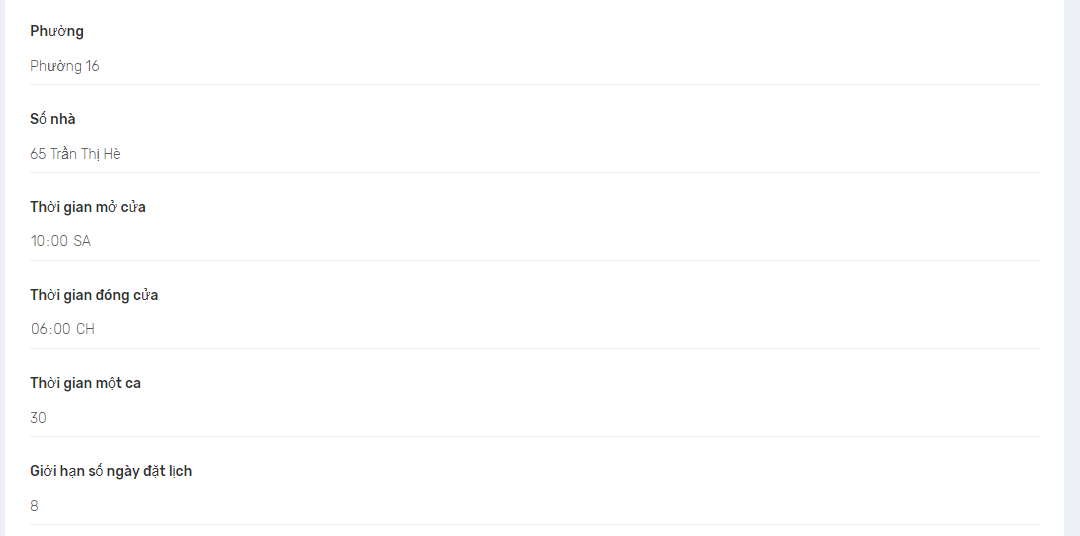 Phường
Phường 16
Số nhà
65 Trần Thị Hè
Thời gian mở cửa
10:00 SA
Thời gian đóng cửa
06:00 CH
Thời gian một ca
30
Giới hạn số ngày đặt lịch
8